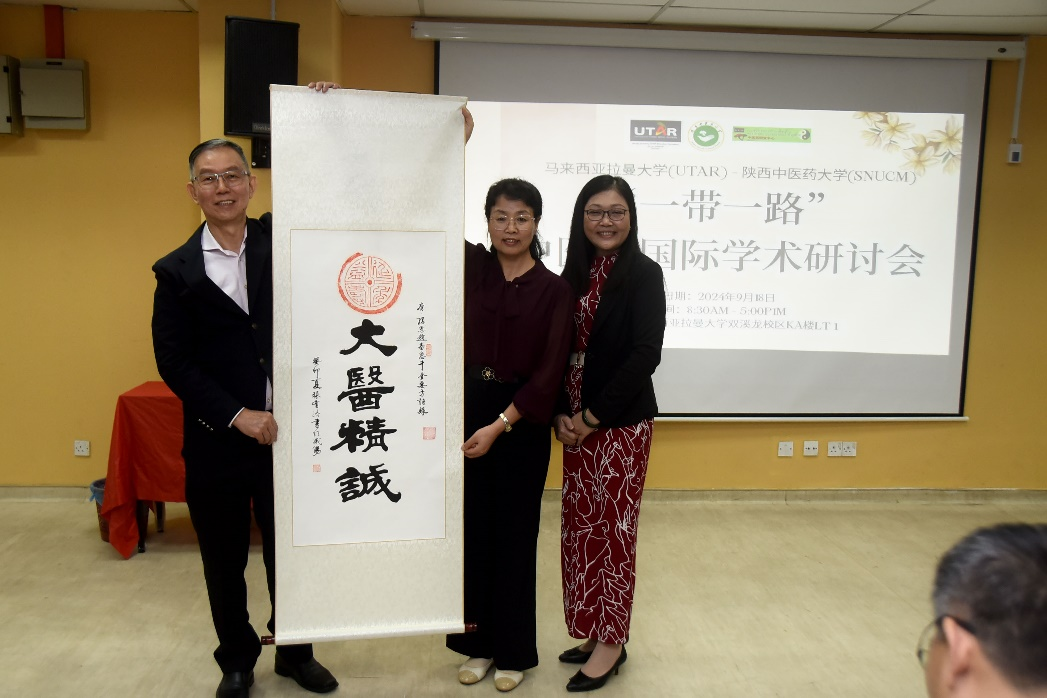 UTAR
马来西亚拉曼大学(UTAR) - 陕西中医药大学(SNUCM)
一带一路”
国际学术研讨会
期：2024年9月18日
间：8:30AM - 5:00PM
亚拉曼大学双溪龙校区KA楼LT 1
大
醫
精
誠